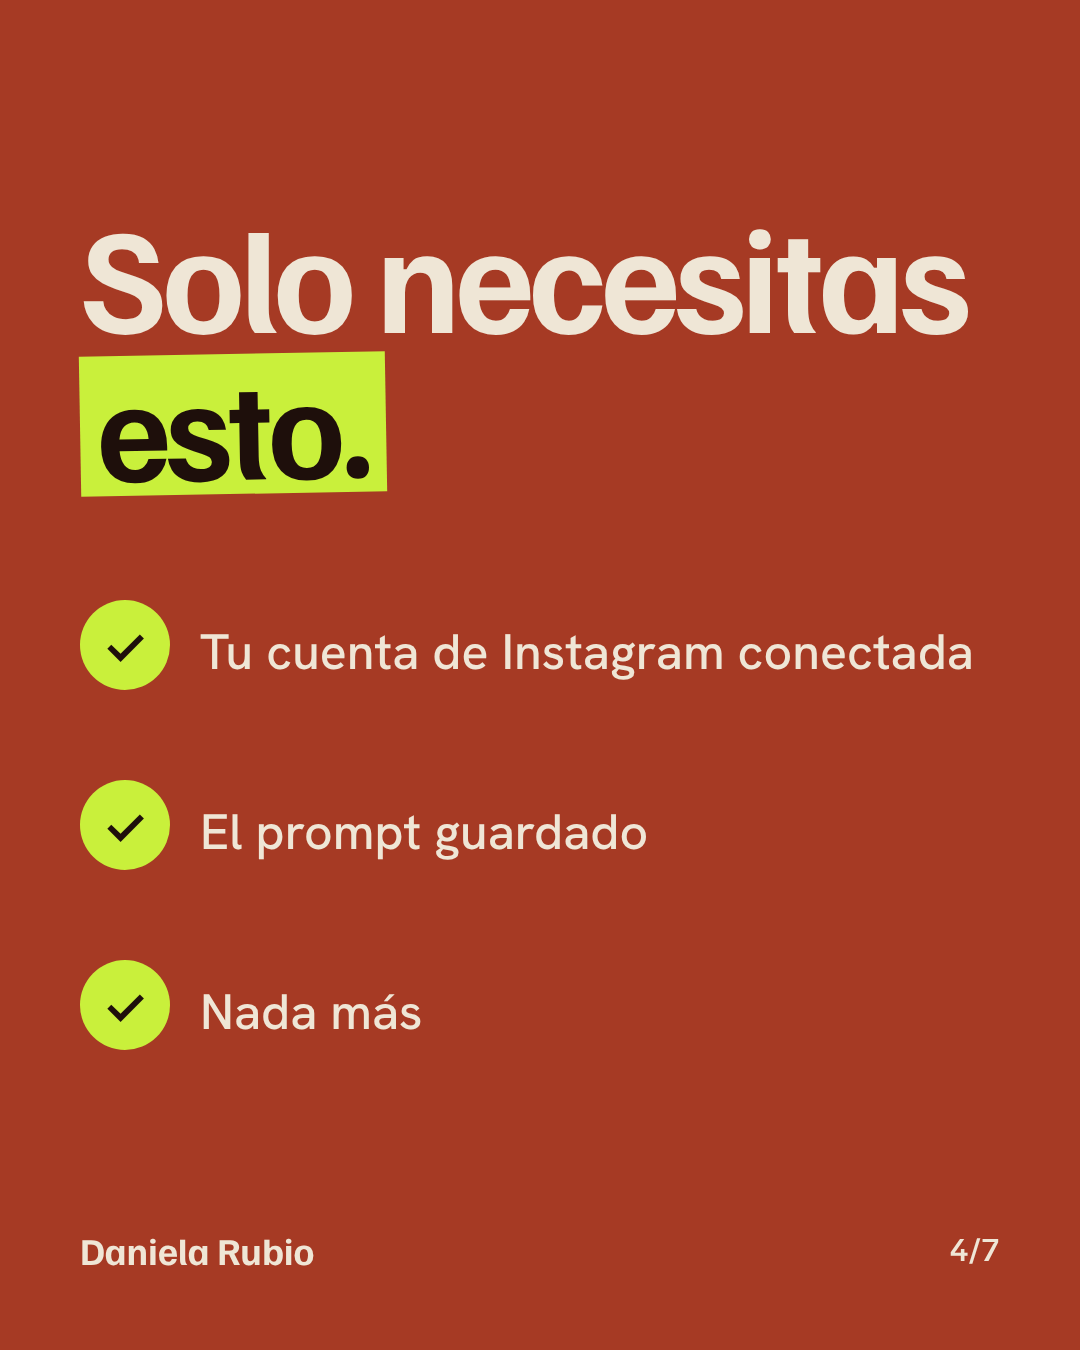 Solo necesitas
esto.
Tu cuenta de Instagram conectada
El prompt guardado
Nada más
Daniela Rubio
4/7